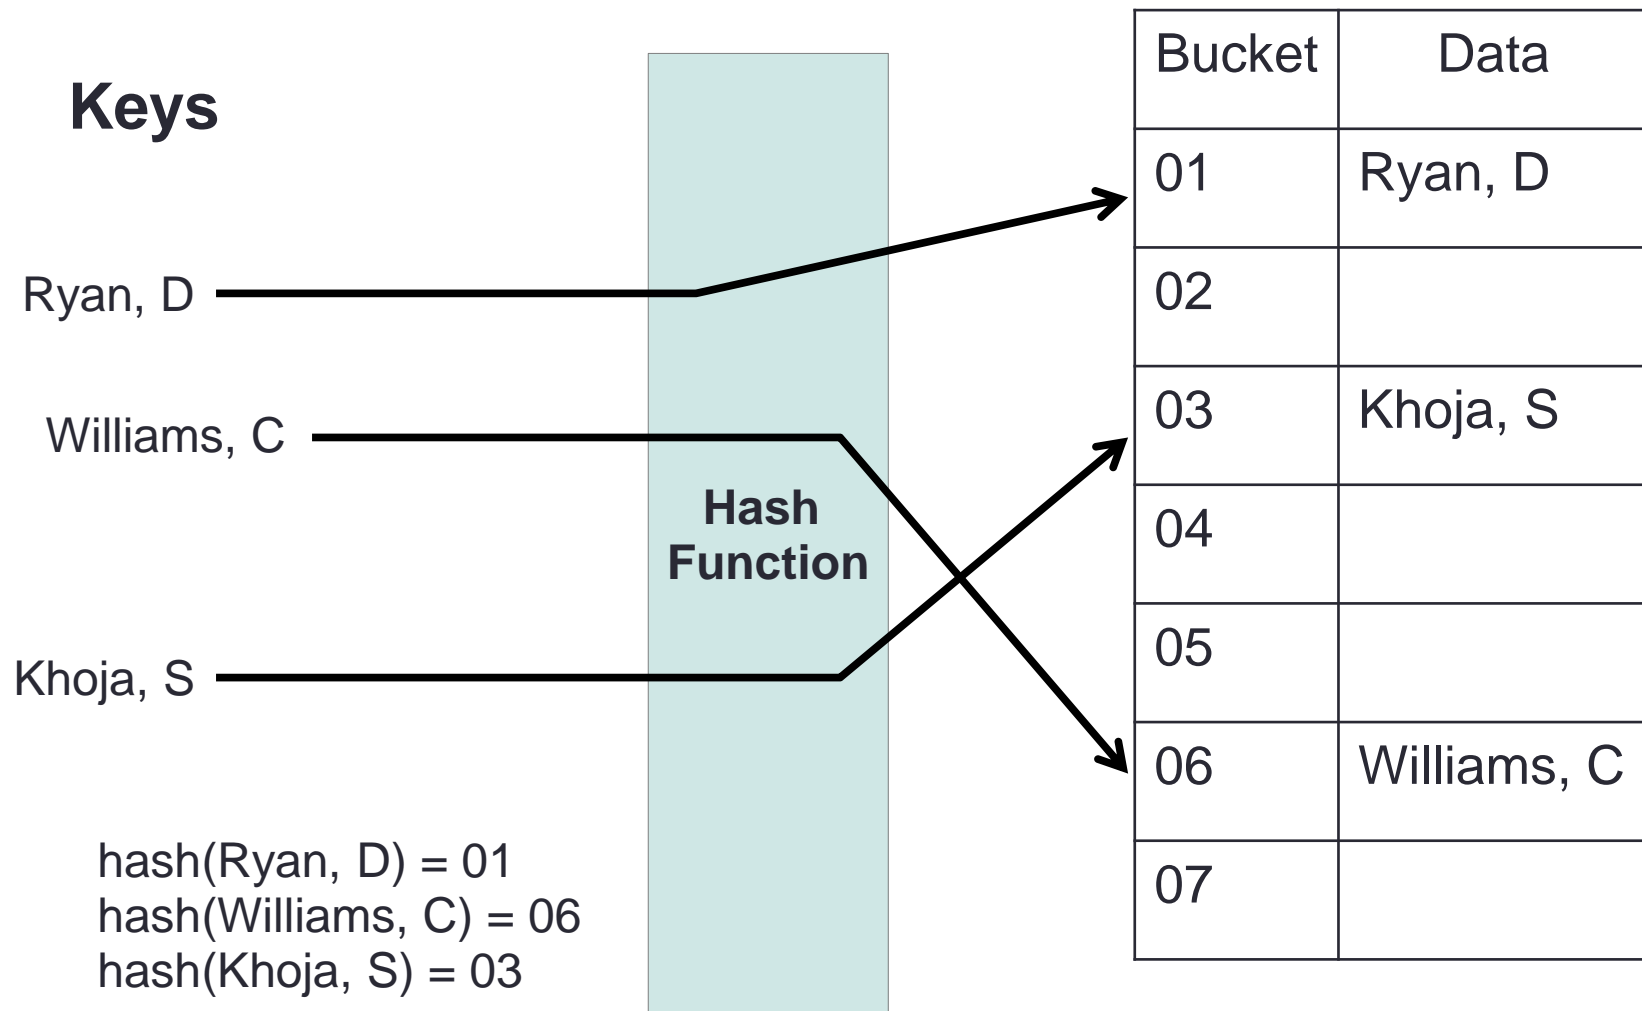 Keys
Ryan, D
Williams, C
Khoja, S
hash(Ryan, D) = 01
hash(Williams, C) = 06
hash(Khoja, S) = 03
Hash
Function
Bucket Data
01 Ryan, D
02
03 Khoja, S
04
05
06 Williams, C
07